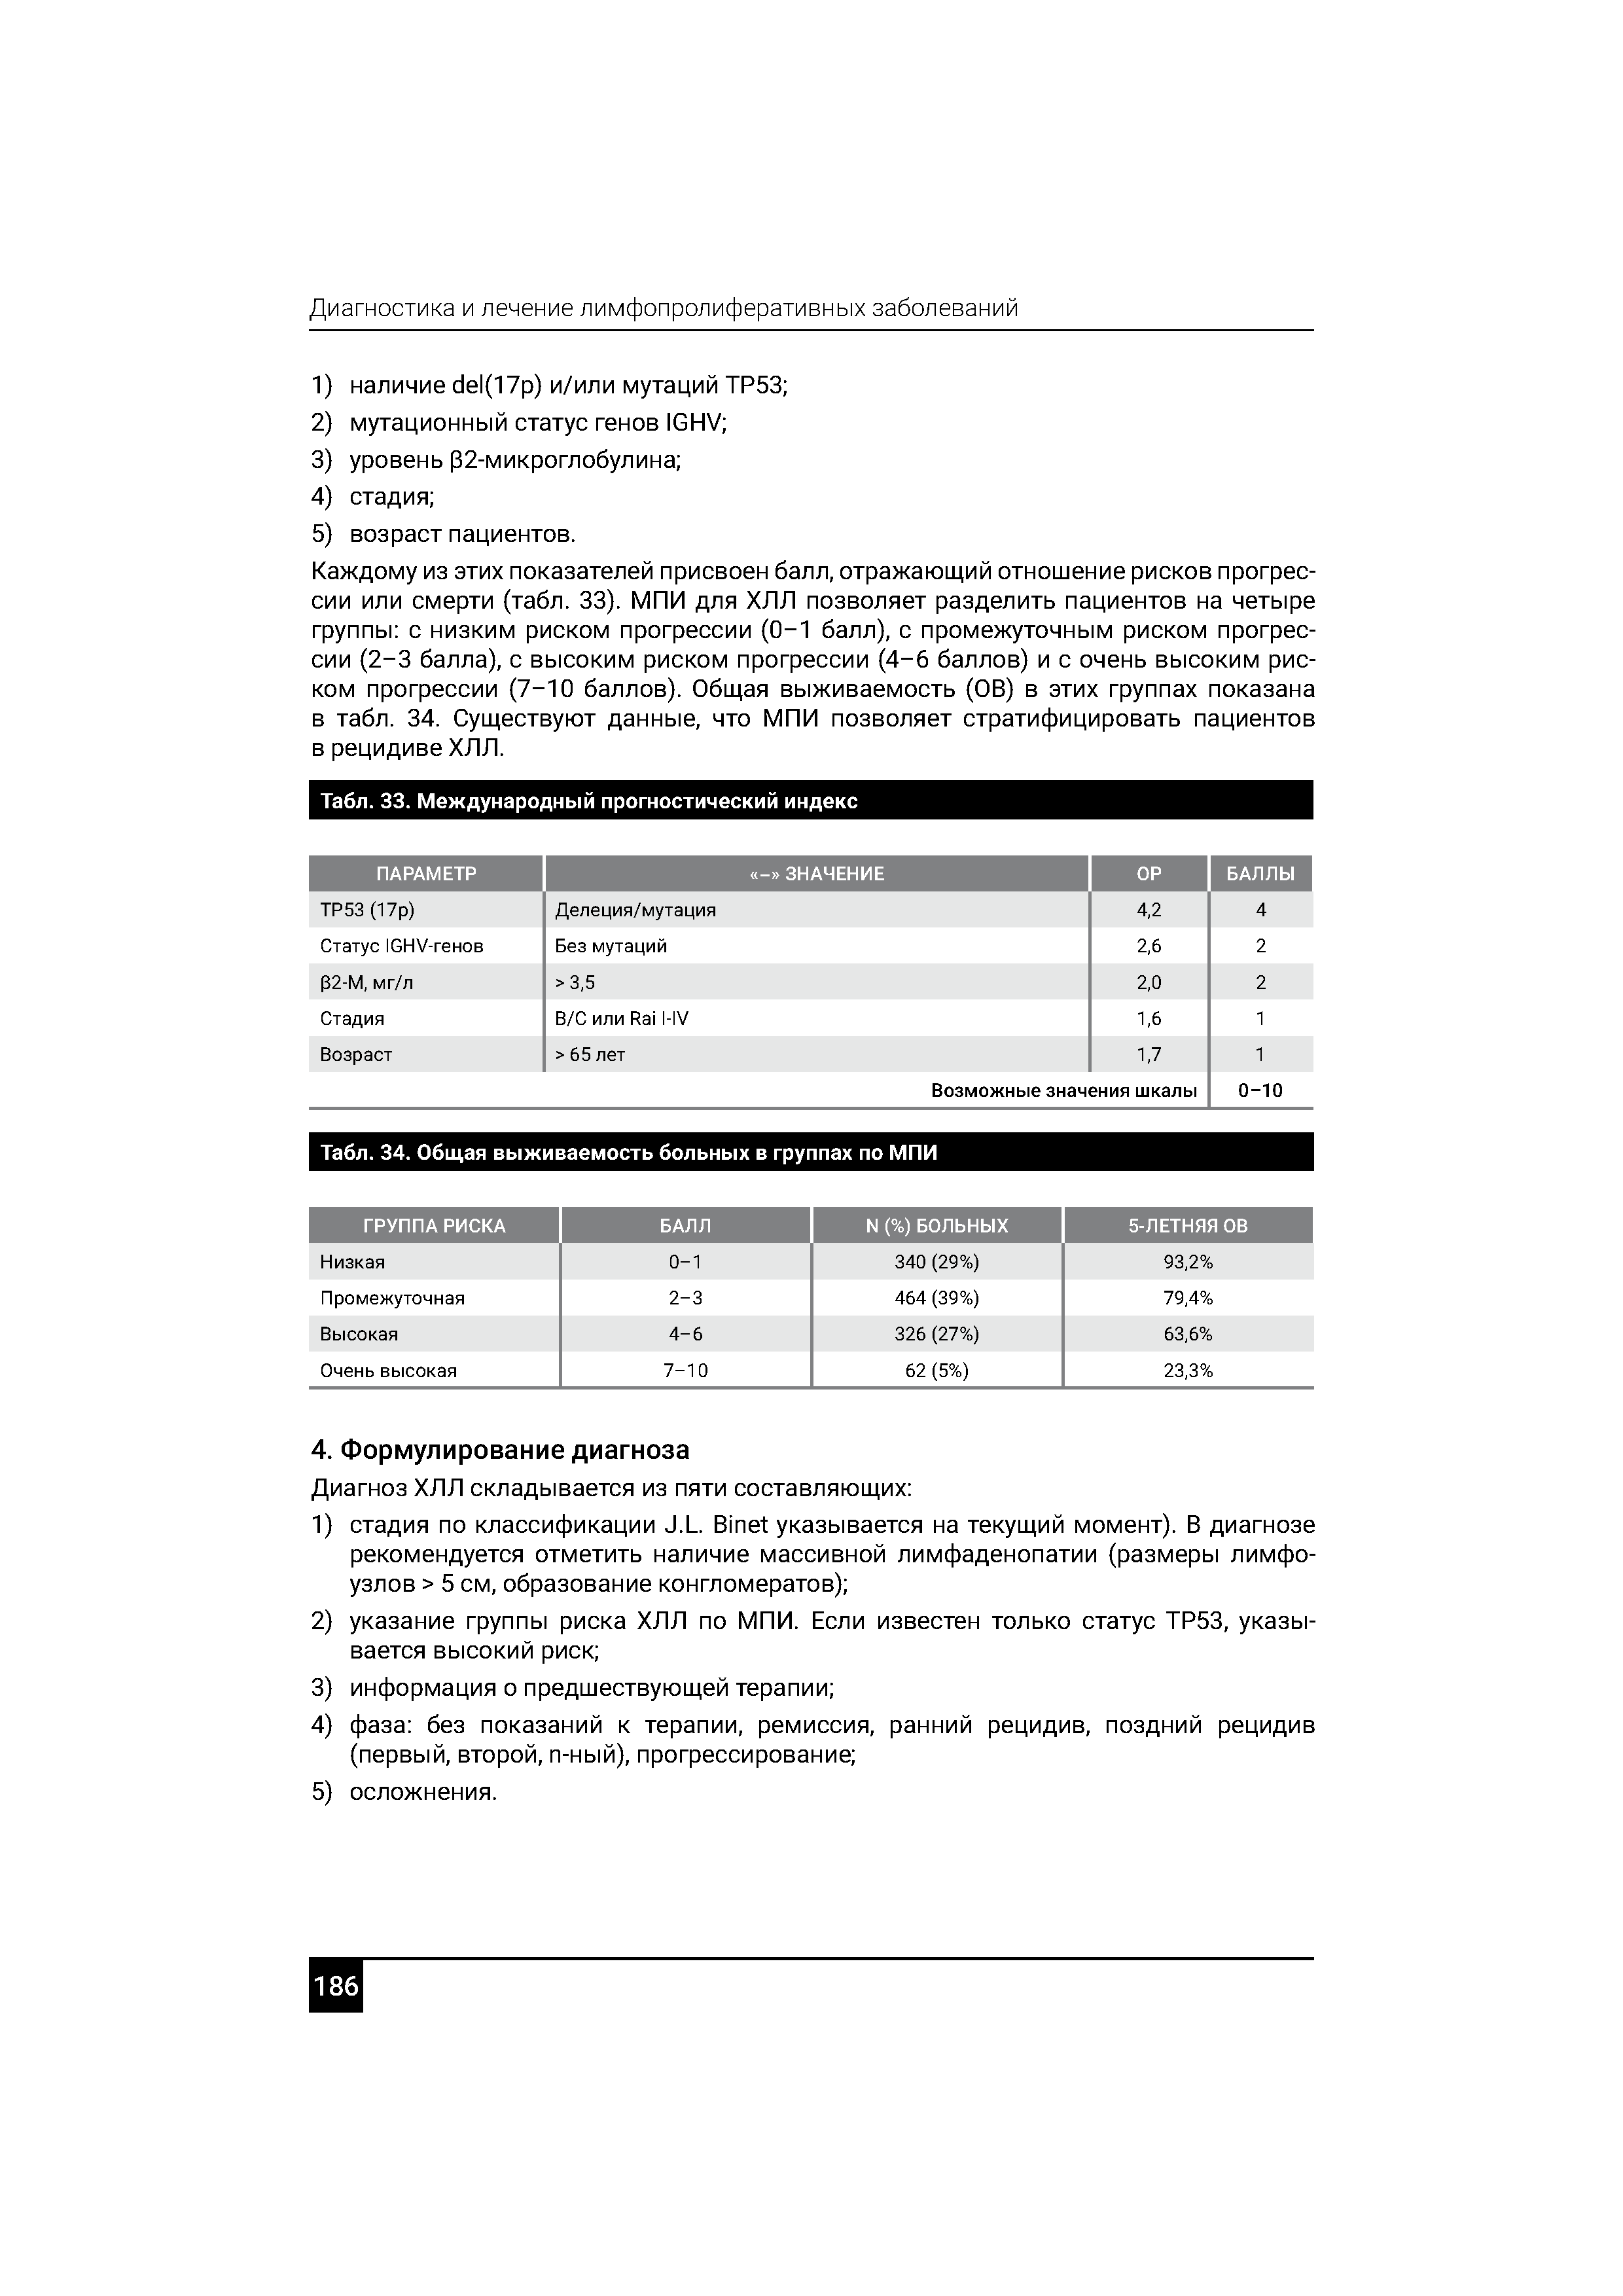 Диагностика и лечение лимфопролиферативных заболеваний
1) наличие del(17p) и/или мутаций TP53;
2) мутационный статус генов IGHV;
3) уровень β2-микроглобулина;
4) стадия;
5) возраст пациентов.
Каждому из этих показателей присвоен балл, отражающий отношение рисков прогрес-
сии или смерти (табл. 33). МПИ для ХЛЛ позволяет разделить пациентов на четыре
группы: с низким риском прогрессии (0–1 балл), с промежуточным риском прогрес-
сии (2–3 балла), с высоким риском прогрессии (4–6 баллов) и с очень высоким рис-
ком прогрессии (7–10 баллов). Общая выживаемость (ОВ) в этих группах показана
в табл. 34. Существуют данные, что МПИ позволяет стратифицировать пациентов
в рецидиве ХЛЛ.
Табл. 33. Международный прогностический индекс
ПАРАМЕТР «–» ЗНАЧЕНИЕ ОР БАЛЛЫ
TP53 (17p) Делеция/мутация 4,2 4
Статус IGHV-генов Без мутаций 2,6 2
β2-М, мг/л > 3,5 2,0 2
Стадия B/C или Rai I-IV 1,6 1
Возраст > 65 лет 1,7 1
Возможные значения шкалы 0–10
Табл. 34. Общая выживаемость больных в группах по МПИ
ГРУППА РИСКА БАЛЛ N (%) БОЛЬНЫХ 5-ЛЕТНЯЯ ОВ
Низкая 0–1 340 (29%) 93,2%
Промежуточная 2–3 464 (39%) 79,4%
Высокая 4–6 326 (27%) 63,6%
Очень высокая 7–10 62 (5%) 23,3%
4. Формулирование диагноза
Диагноз ХЛЛ складывается из пяти составляющих:
1) стадия по классификации J.L. Binet указывается на текущий момент). В диагнозе
рекомендуется отметить наличие массивной лимфаденопатии (размеры лимфо-
узлов > 5 см, образование конгломератов);
2) указание группы риска ХЛЛ по МПИ. Если известен только статус TP53, указы-
вается высокий риск;
3) информация о предшествующей терапии;
4) фаза: без показаний к терапии, ремиссия, ранний рецидив, поздний рецидив
(первый, второй, n-ный), прогрессирование;
5) осложнения.
186